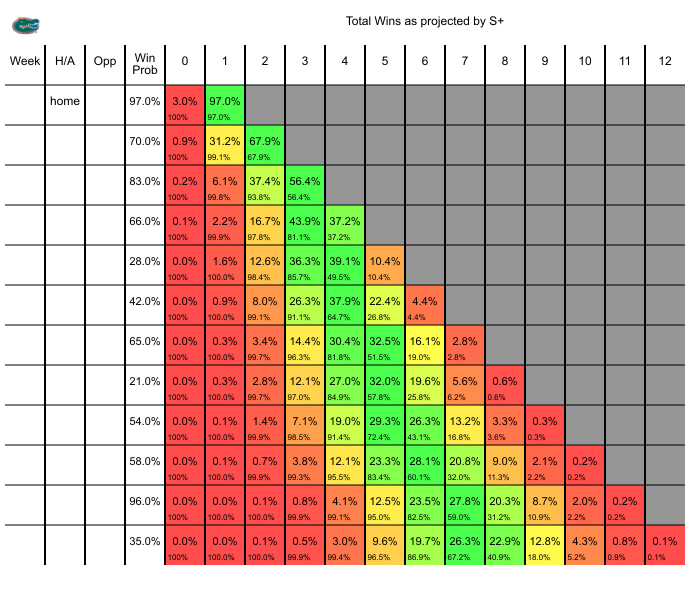 Total Wins as projected by S+
Week H/A Opp Win Prob 0 1 2 3 4 5 6 7 8 9 10 11 12
home 97.0% 3.0% 97.0%
100% 97.0%
70.0% 0.9% 31.2% 67.9%
100% 99.1% 67.9%
83.0% 0.2% 6.1% 37.4% 56.4%
100% 99.8% 93.8% 56.4%
66.0% 0.1% 2.2% 16.7% 43.9% 37.2%
100% 99.9% 97.8% 81.1% 37.2%
28.0% 0.0% 1.6% 12.6% 36.3% 39.1% 10.4%
100% 100.0% 98.4% 85.7% 49.5% 10.4%
42.0% 0.0% 0.9% 8.0% 26.3% 37.9% 22.4% 4.4%
100% 100.0% 99.1% 91.1% 64.7% 26.8% 4.4%
65.0% 0.0% 0.3% 3.4% 14.4% 30.4% 32.5% 16.1% 2.8%
100% 100.0% 99.7% 96.3% 81.8% 51.5% 19.0% 2.8%
21.0% 0.0% 0.3% 2.8% 12.1% 27.0% 32.0% 19.6% 5.6% 0.6%
100% 100.0% 99.7% 97.0% 84.9% 57.8% 25.8% 6.2% 0.6%
54.0% 0.0% 0.1% 1.4% 7.1% 19.0% 29.3% 26.3% 13.2% 3.3% 0.3%
100% 100.0% 99.9% 98.5% 91.4% 72.4% 43.1% 16.8% 3.6% 0.3%
58.0% 0.0% 0.1% 0.7% 3.8% 12.1% 23.3% 28.1% 20.8% 9.0% 2.1% 0.2%
100% 100.0% 99.9% 99.3% 95.5% 83.4% 60.1% 32.0% 11.3% 2.2% 0.2%
96.0% 0.0% 0.0% 0.1% 0.8% 4.1% 12.5% 23.5% 27.8% 20.3% 8.7% 2.0% 0.2%
100% 100.0% 100.0% 99.9% 99.1% 95.0% 82.5% 59.0% 31.2% 10.9% 2.2% 0.2%
35.0% 0.0% 0.0% 0.1% 0.5% 3.0% 9.6% 19.7% 26.3% 22.9% 12.8% 4.3% 0.8% 0.1%
100% 100.0% 100.0% 99.9% 99.4% 96.5% 86.9% 67.2% 40.9% 18.0% 5.2% 0.9% 0.1%